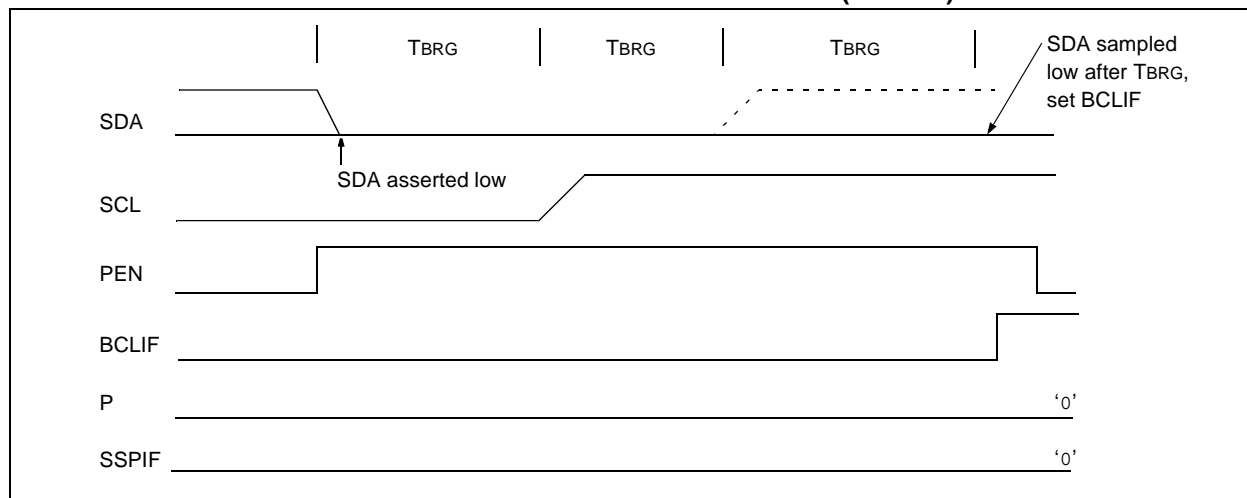 TBRG TBRG TBRG
SDA sampled
low after TBRG,
set BCLIF
SDA
SDA asserted low
SCL
PEN
BCLIF
P
‘0’
SSPIF
‘0’